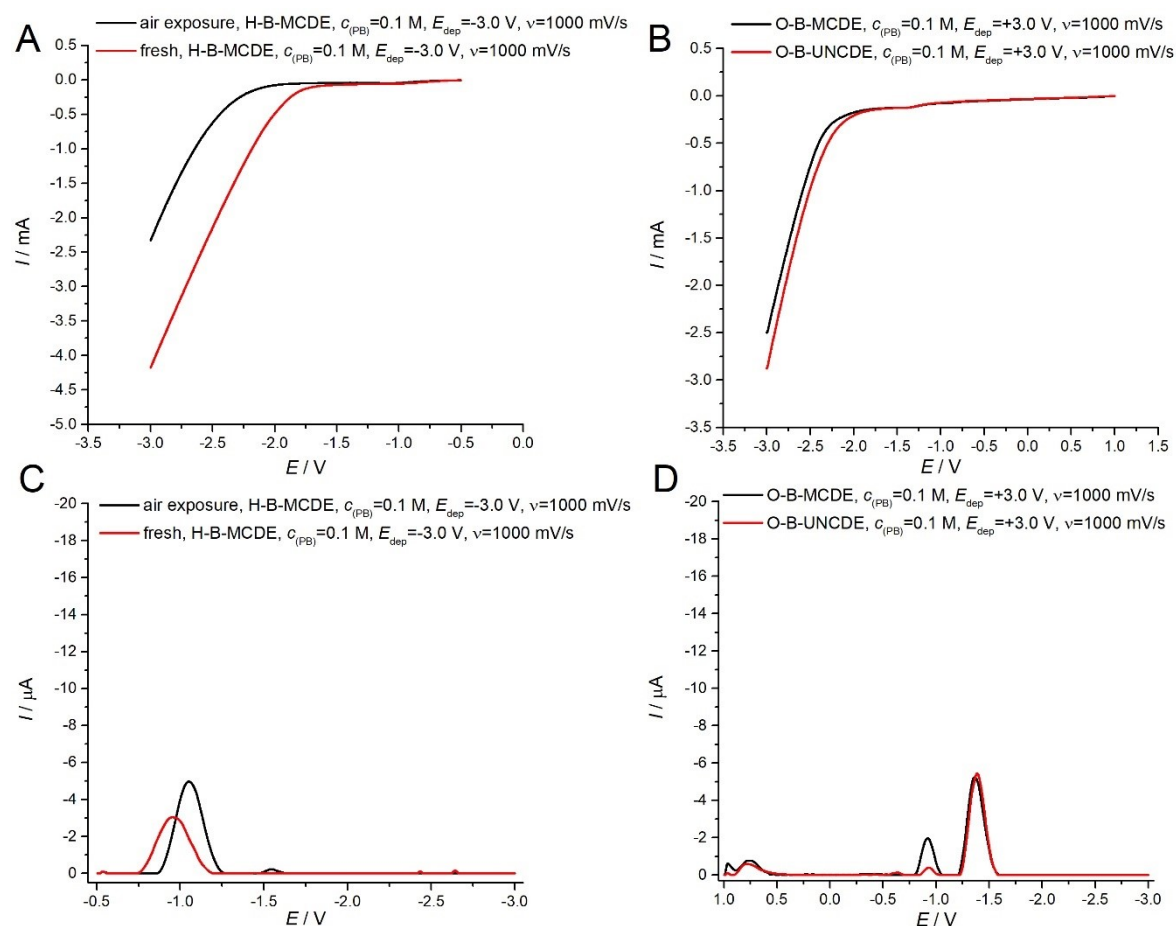 A
air exposure, H-B-MCDE, c(PB)=0.1 M, Edep=-3.0 V, ν=1000 mV/s
fresh, H-B-MCDE, c(PB)=0.1 M, Edep=-3.0 V, ν=1000 mV/s
0.5
0.0
-0.5
-1.0
-1.5
-2.0
-2.5
-3.0
-3.5
-4.0
-4.5
-5.0
I / mA
-3.5 -3.0 -2.5 -2.0 -1.5 -1.0 -0.5 0.0
E / V
B
O-B-MCDE, c(PB)=0.1 M, Edep=+3.0 V, ν=1000 mV/s
O-B-UNCDE, c(PB)=0.1 M, Edep=+3.0 V, ν=1000 mV/s
0.5
0.0
-0.5
-1.0
-1.5
-2.0
-2.5
-3.0
-3.5
I / mA
-3.5 -3.0 -2.5 -2.0 -1.5 -1.0 -0.5 0.0 0.5 1.0 1.5
E / V
C
air exposure, H-B-MCDE, c(PB)=0.1 M, Edep=-3.0 V, ν=1000 mV/s
fresh, H-B-MCDE, c(PB)=0.1 M, Edep=-3.0 V, ν=1000 mV/s
-20
-18
-16
-14
-12
-10
-8
-6
-4
-2
0
I / μA
-0.5 -1.0 -1.5 -2.0 -2.5 -3.0
E / V
D
O-B-MCDE, c(PB)=0.1 M, Edep=+3.0 V, ν=1000 mV/s
O-B-UNCDE, c(PB)=0.1 M, Edep=+3.0 V, ν=1000 mV/s
-20
-18
-16
-14
-12
-10
-8
-6
-4
-2
0
I / μA
1.0 0.5 0.0 -0.5 -1.0 -1.5 -2.0 -2.5 -3.0
E / V